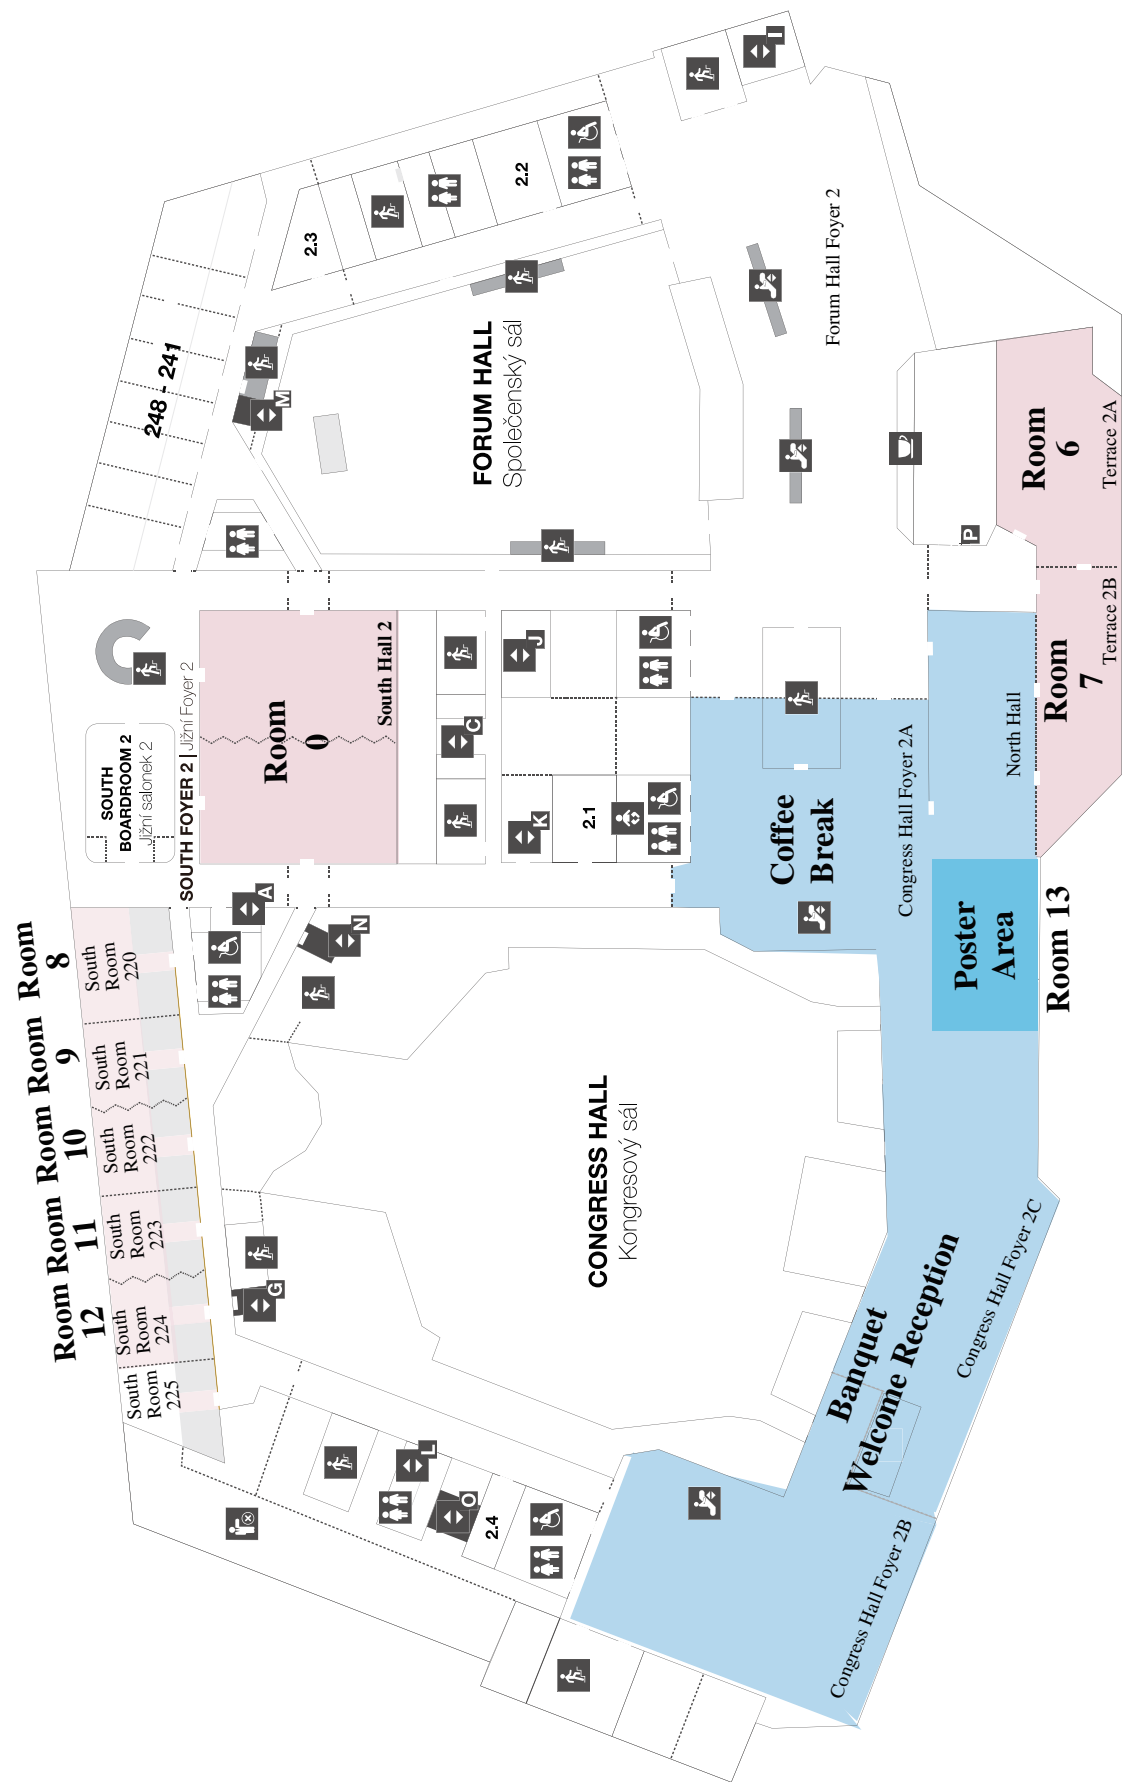 Room
8
Room
9
Room
10
Room
11
Room
12
South
Room
220
South
Room
221
South
Room
222
South
Room
223
South
Room
224
South
Room
225
248 - 241
SOUTH
BOARDROOM 2
Jižní salonek 2
SOUTH FOYER 2 | Jižní Foyer 2
Room
0
South Hall 2
A
N
G
L
O
M
I
J
C
K
P
2.3
2.2
2.1
2.4
FORUM HALL
Společenský sál
CONGRESS HALL
Kongresový sál
Forum Hall Foyer 2
Coffee
Break
Congress Hall Foyer 2A
North Hall
Poster
Area
Room 13
Room
6
Terrace 2A
Room
7
Terrace 2B
Banquet
Welcome Reception
Congress Hall Foyer 2C
Congress Hall Foyer 2B